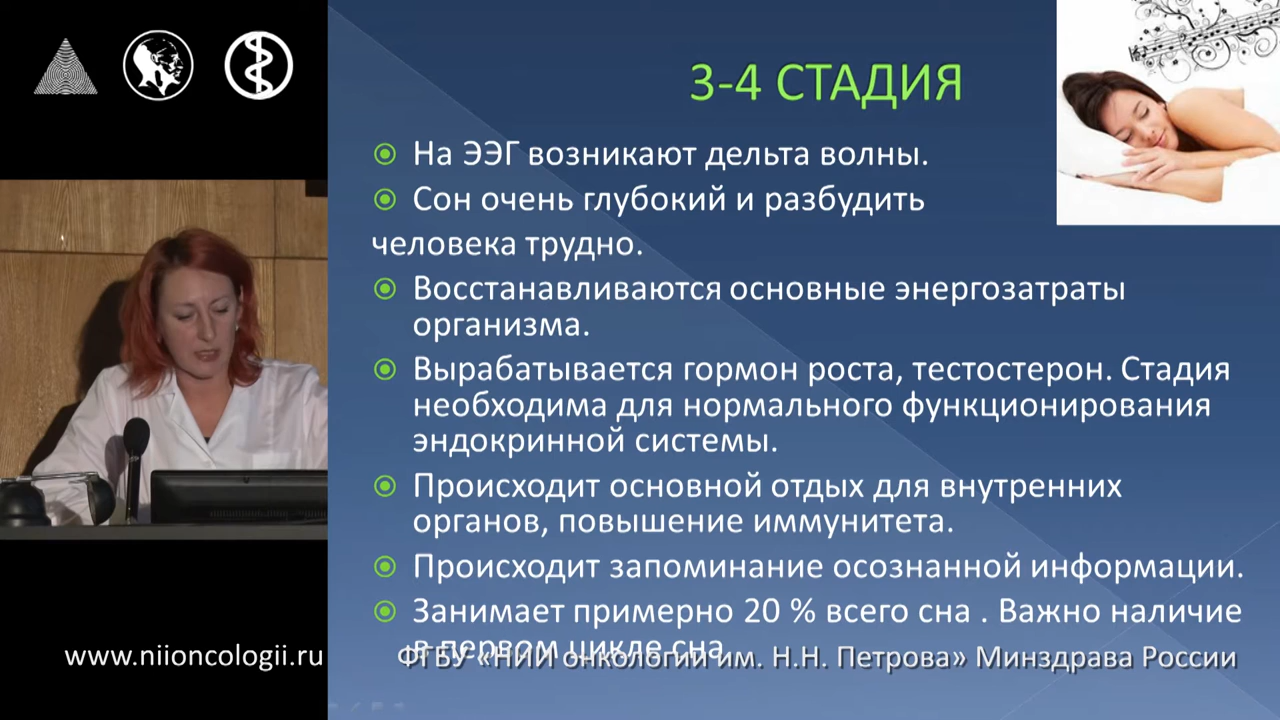 3-4 СТАДИЯ
На ЭЭГ возникают дельта волны.
Сон очень глубокий и разбудить
человека трудно.
Восстанавливаются основные энергозатраты
организма.
Вырабатывается гормон роста, тестостерон. Стадия
необходима для нормального функционирования
эндокринной системы.
Происходит основной отдых для внутренних
органов, повышение иммунитета.
Происходит запоминание осознанной информации.
Занимает примерно 20 % всего сна . Важно наличие
в первом цикле сна.
www.niioncologii.ru
ФГБУ «НИИ онкологии им. Н.Н. Петрова» Минздрава России